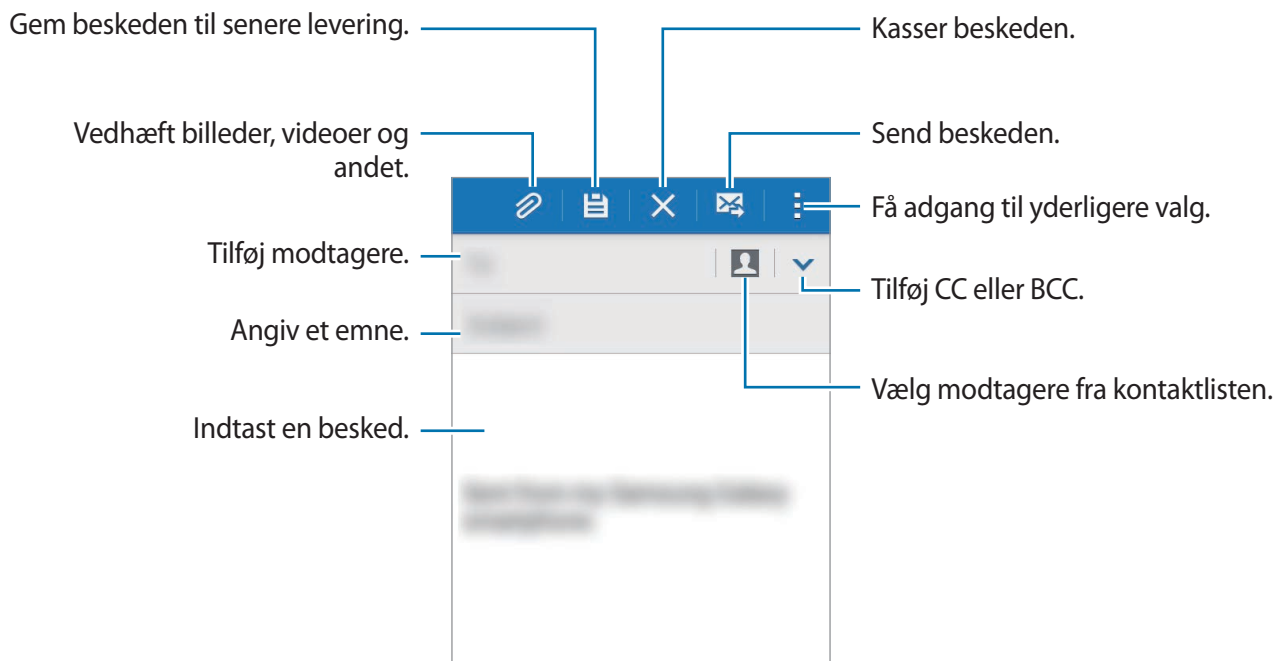 Gem beskeden til senere levering.
Kasser beskeden.
Vedhæft billeder, videoer og
andet.
Send beskeden.
Få adgang til yderligere valg.
Tilføj modtagere.
Tilføj CC eller BCC.
Angiv et emne.
Vælg modtagere fra kontaktlisten.
Indtast en besked.